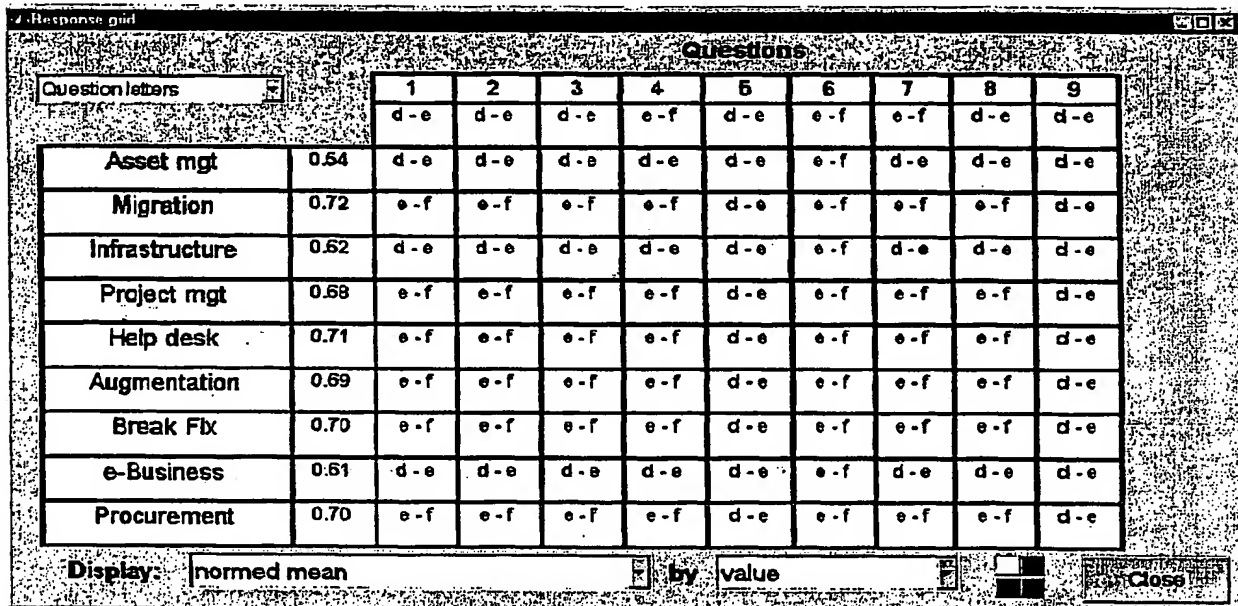 Response grid
Questions
Question letters 1 2 3 4 5 6 7 8 9
d - e d - e d - e e - f d - e e - f e - f d - e d - e
Asset mgt 0.64 d - e d - e d - e d - e d - e e - f d - e d - e d - e
Migration 0.72 e - f e - f e - f e - f d - e e - f e - f e - f d - e
Infrastructure 0.62 d - e d - e d - e d - e d - e e - f d - e d - e d - e
Project mgt 0.68 e - f e - f e - f e - f d - e e - f e - f e - f d - e
Help desk 0.71 e - f e - f e - f e - f d - e e - f e - f e - f d - e
Augmentation 0.69 e - f e - f e - f e - f d - e e - f e - f e - f d - e
Break Fix 0.70 e - f e - f e - f e - f d - e e - f e - f e - f d - e
e-Business 0.61 d - e d - e d - e d - e d - e e - f d - e d - e d - e
Procurement 0.70 e - f e - f e - f e - f d - e e - f e - f e - f d - e
Display: normed mean by value Close